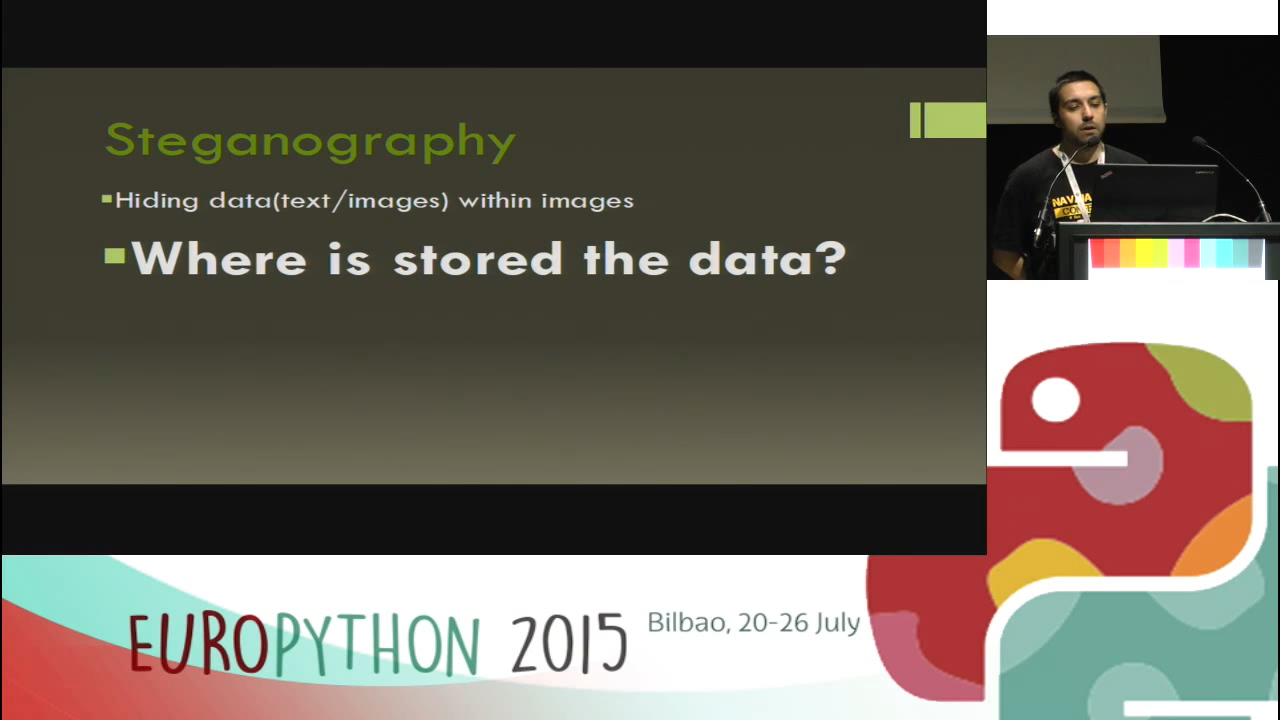 Steganography
Hiding data(text/images) within images
Where is stored the data?
EUROPYTHON 2015
Bilbao, 20-26 July